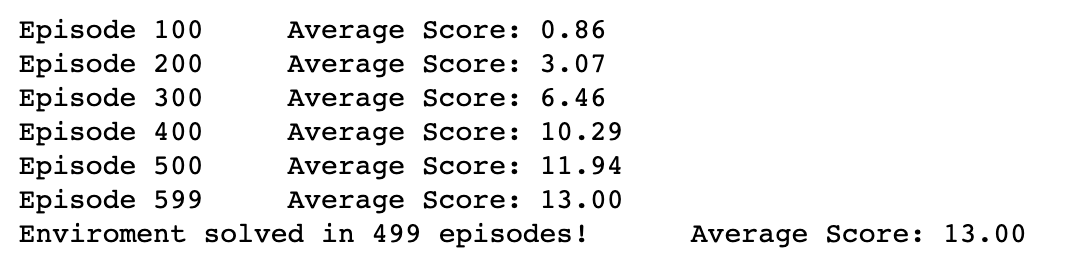 Episode 100	Average Score: 0.86
Episode 200	Average Score: 3.07
Episode 300	Average Score: 6.46
Episode 400	Average Score: 10.29
Episode 500	Average Score: 11.94
Episode 599	Average Score: 13.00
Enviroment solved in 499 episodes!	Average Score: 13.00